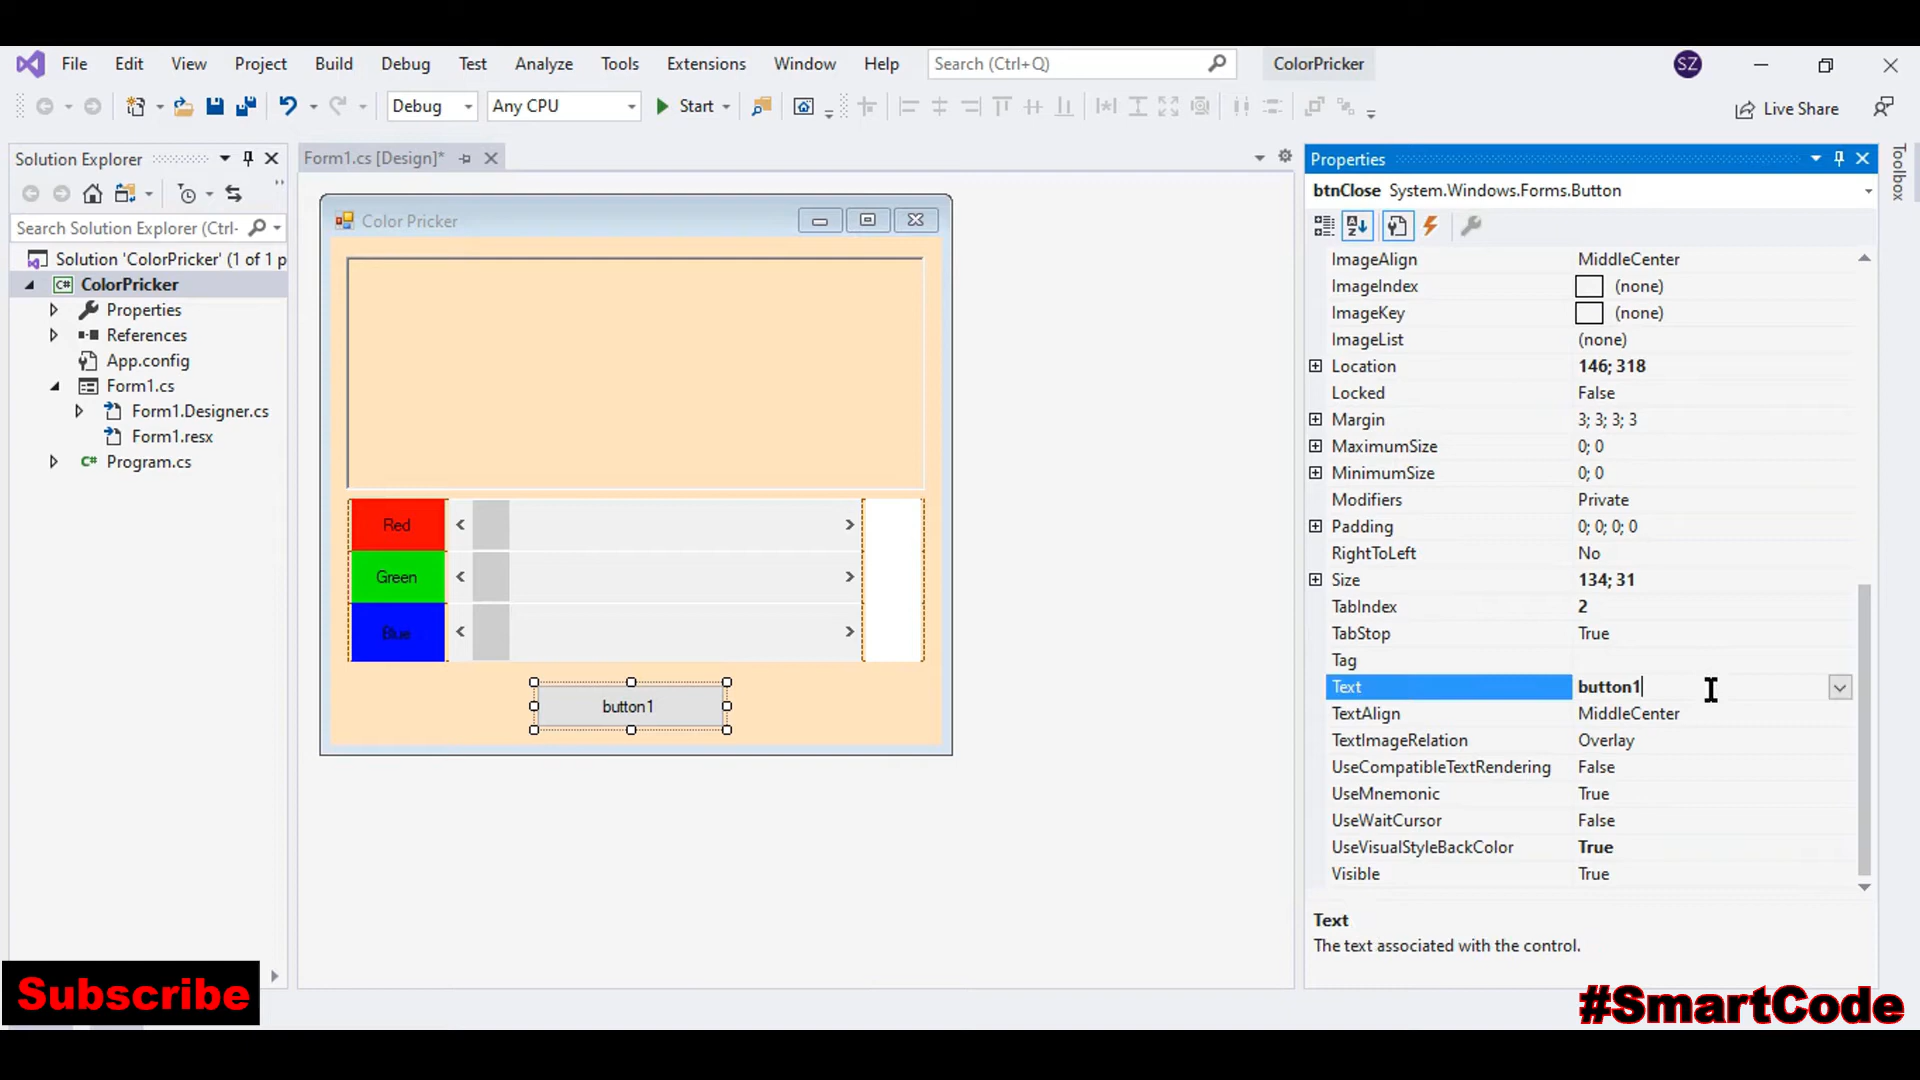 File Edit View Project Build Debug Test Analyze Tools Extensions Window Help Search (Ctrl+Q) ColorPricker SZ
Debug Any CPU Start Live Share
Solution Explorer
Search Solution Explorer (Ctrl-
Solution 'ColorPricker' (1 of 1 p
C# ColorPricker
Properties
References
App.config
Form1.cs
Form1.Designer.cs
Form1.resx
C# Program.cs
Form1.cs [Design]*
Color Pricker
Red
Green
Blue
button1
Properties
Toolbox
btnClose System.Windows.Forms.Button
ImageAlign MiddleCenter
ImageIndex (none)
ImageKey (none)
ImageList (none)
Location 146; 318
Locked False
Margin 3; 3; 3; 3
MaximumSize 0; 0
MinimumSize 0; 0
Modifiers Private
Padding 0; 0; 0; 0
RightToLeft No
Size 134; 31
TabIndex 2
TabStop True
Tag
Text button1
TextAlign MiddleCenter
TextImageRelation Overlay
UseCompatibleTextRendering False
UseMnemonic True
UseWaitCursor False
UseVisualStyleBackColor True
Visible True
Text
The text associated with the control.
Subscribe
#SmartCode